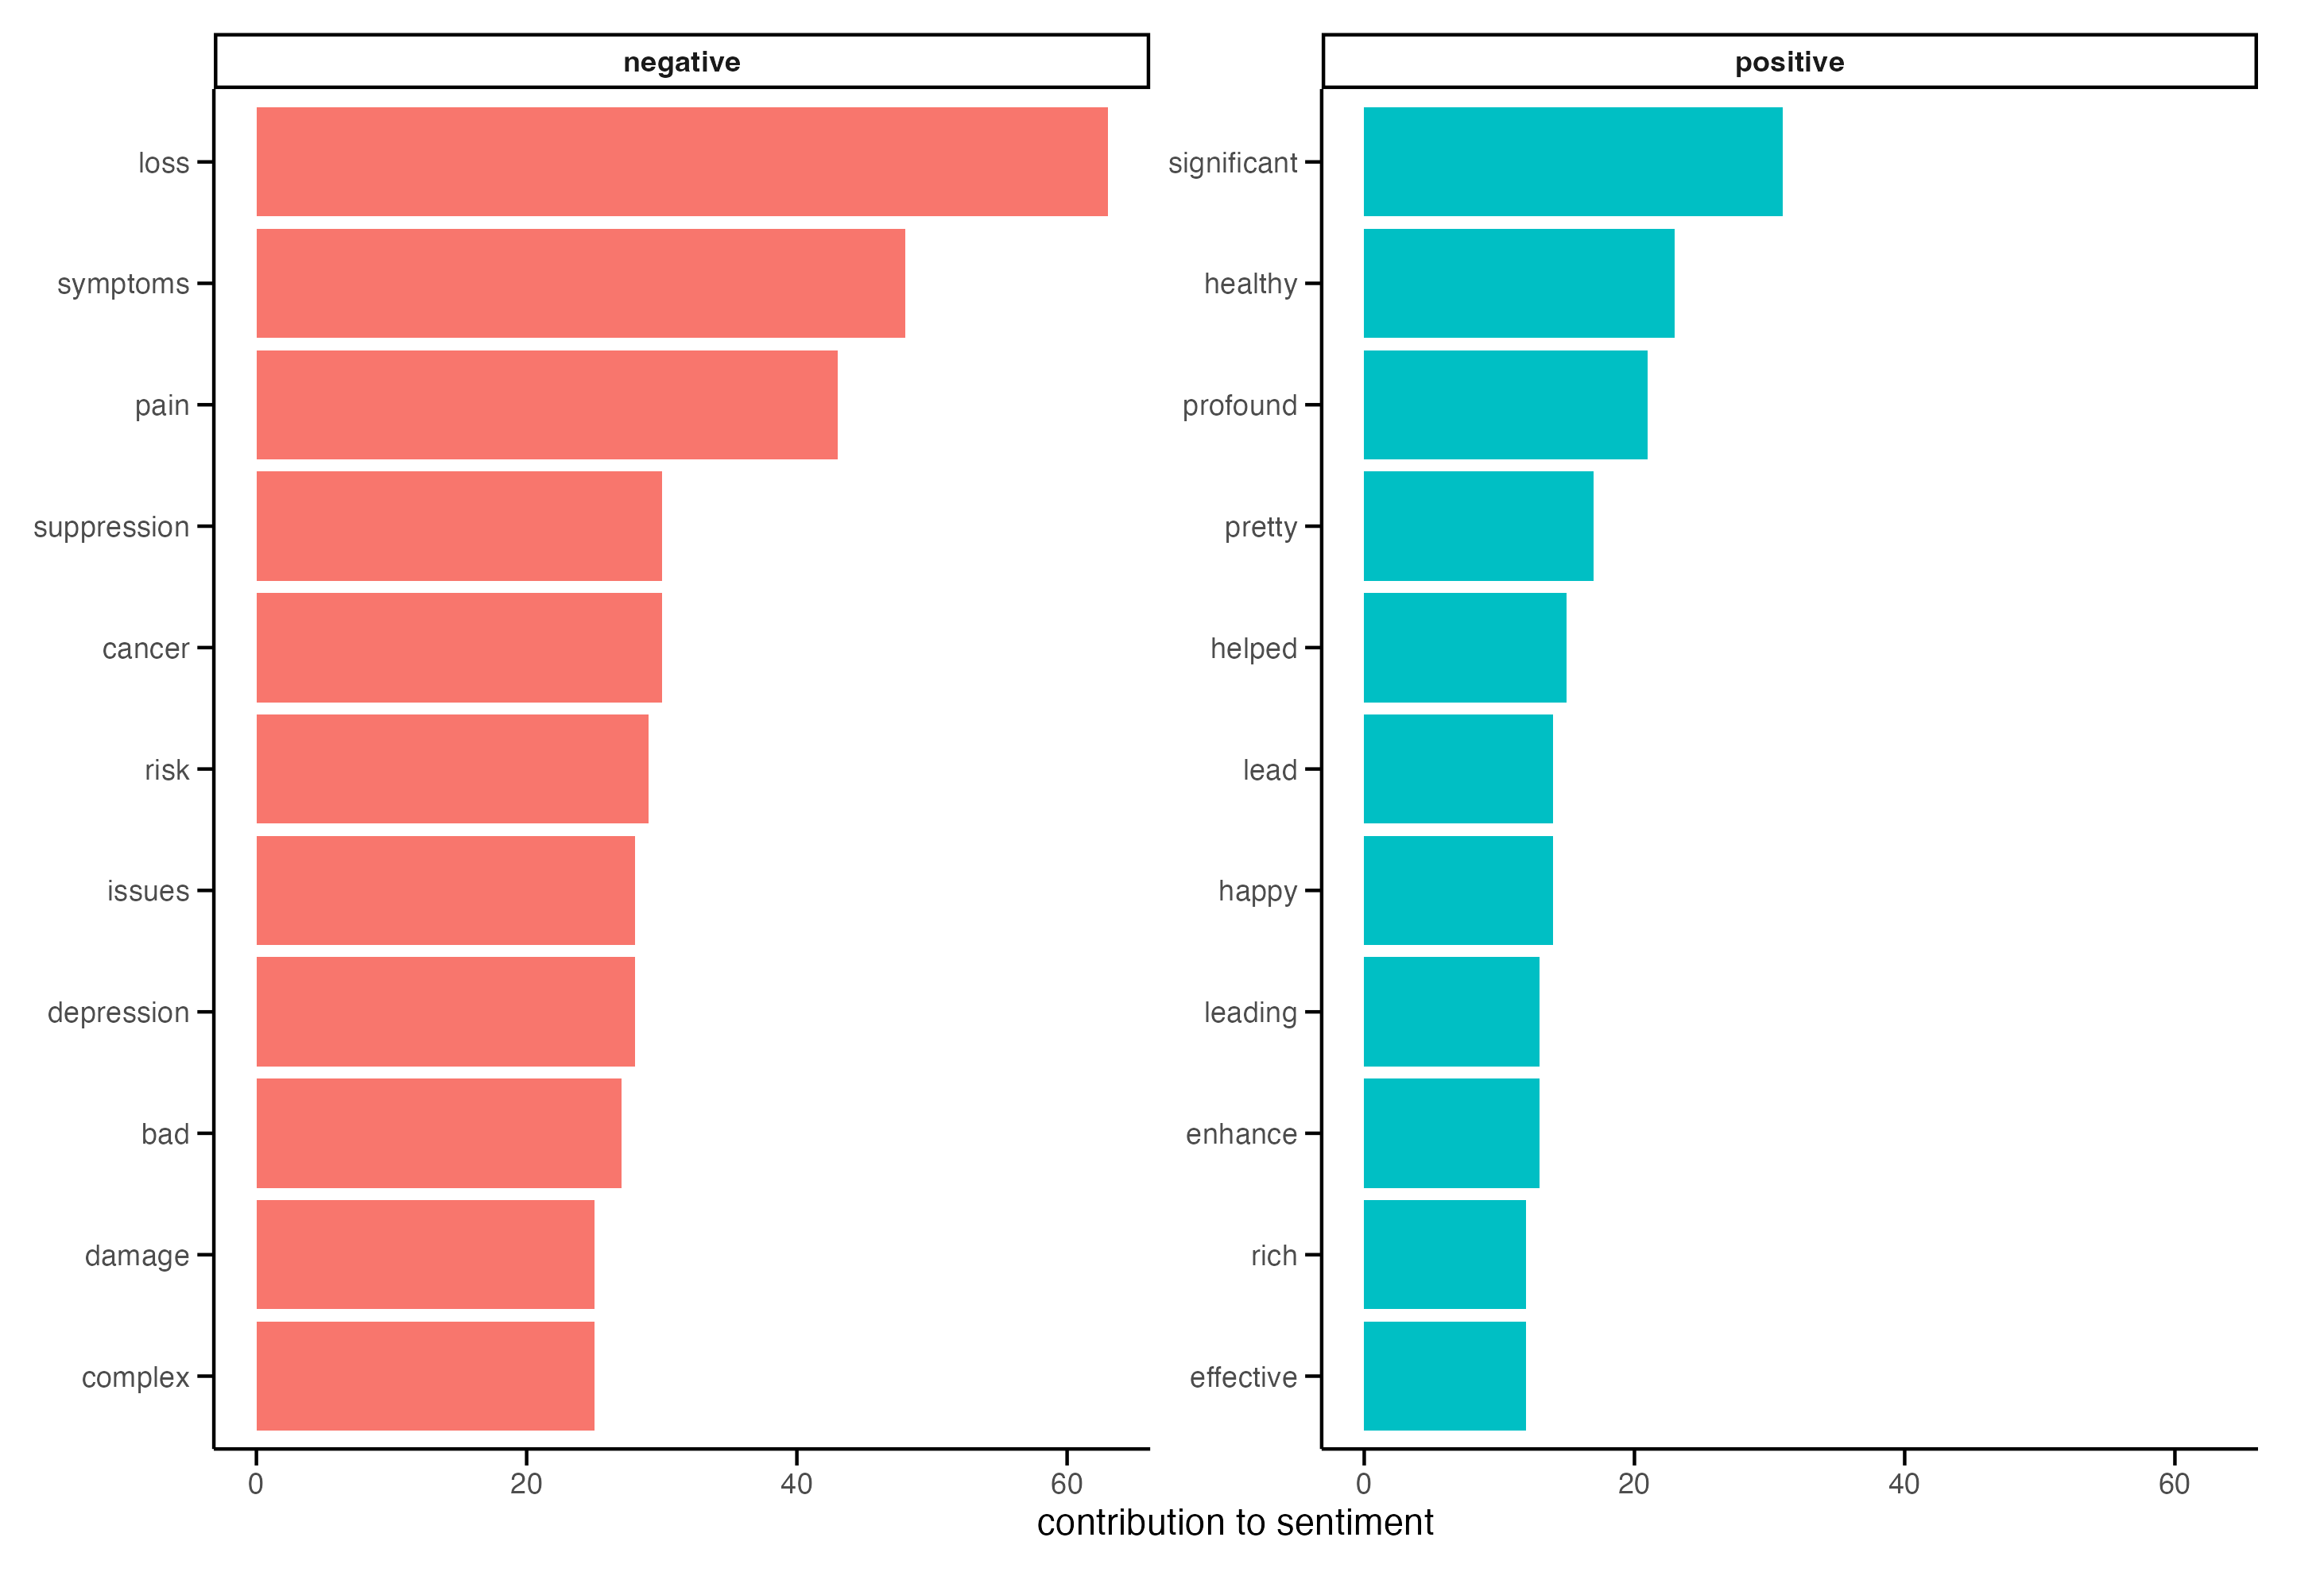 negative
positive
loss
symptoms
pain
suppression
cancer
risk
issues
depression
bad
damage
complex
significant
healthy
profound
pretty
helped
lead
happy
leading
enhance
rich
effective
0 20 40 60
0 20 40 60
contribution to sentiment